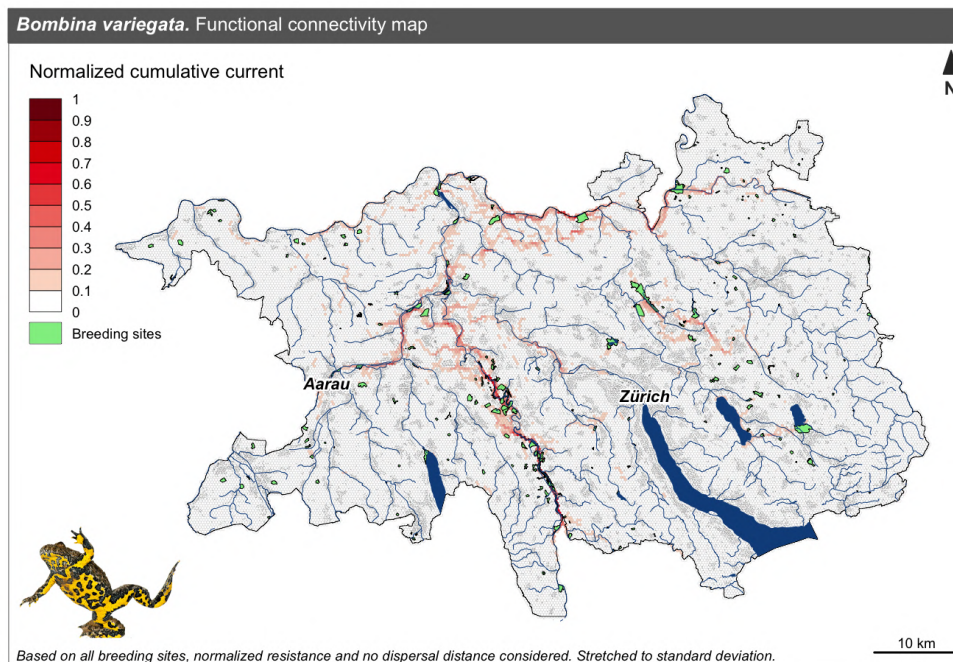 Bombina variegata. Functional connectivity map
Normalized cumulative current
1
0.9
0.8
0.7
0.6
0.5
0.4
0.3
0.2
0.1
0
Breeding sites
N
Aarau
Zürich
10 km
Based on all breeding sites, normalized resistance and no dispersal distance considered. Stretched to standard deviation.